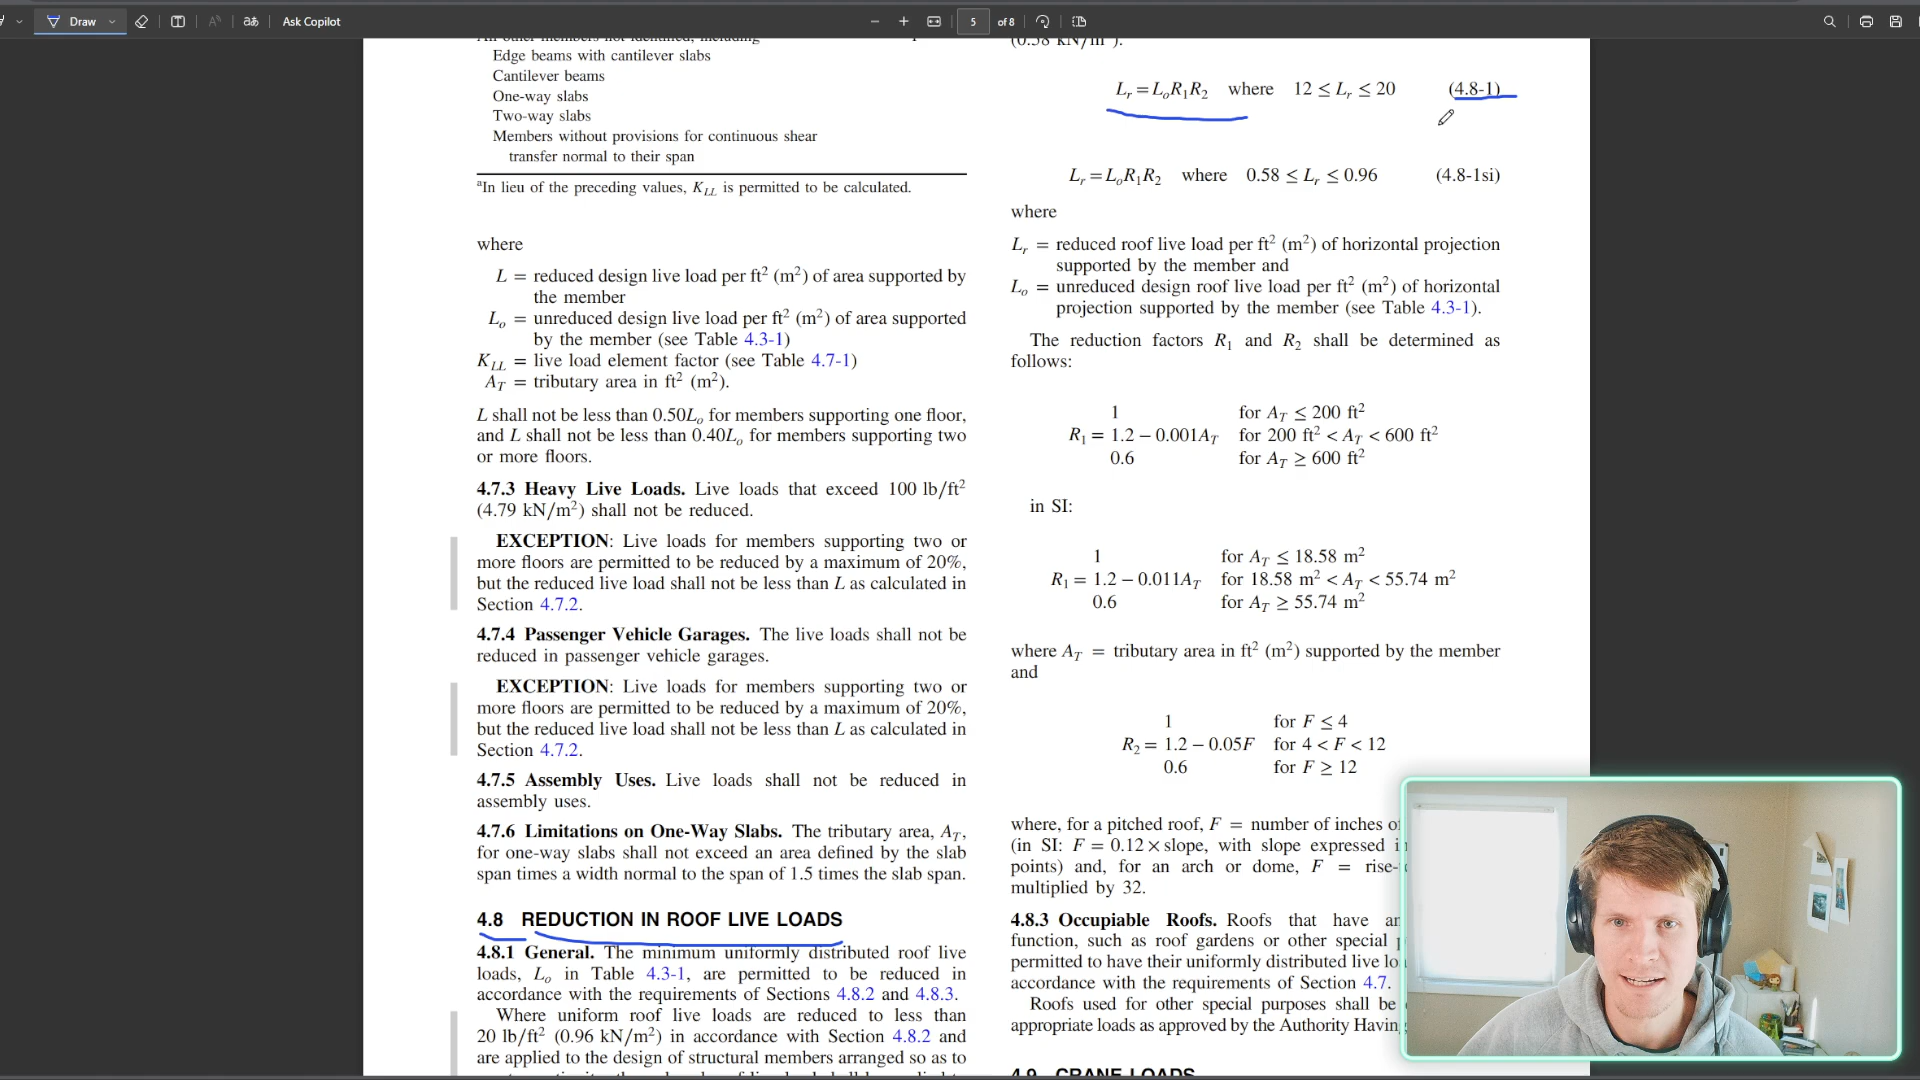 Draw
aあ
Ask Copilot
5 of 8
Edge beams with cantilever slabs
Cantilever beams
One-way slabs
Two-way slabs
Members without provisions for continuous shear
transfer normal to their span
ᵃIn lieu of the preceding values, K_LL is permitted to be calculated.
where
L = reduced design live load per ft² (m²) of area supported by
the member
Lₒ = unreduced design live load per ft² (m²) of area supported
by the member (see Table 4.3-1)
K_LL = live load element factor (see Table 4.7-1)
A_T = tributary area in ft² (m²).
L shall not be less than 0.50Lₒ for members supporting one floor,
and L shall not be less than 0.40Lₒ for members supporting two
or more floors.
4.7.3 Heavy Live Loads. Live loads that exceed 100 lb/ft²
(4.79 kN/m²) shall not be reduced.
EXCEPTION: Live loads for members supporting two or
more floors are permitted to be reduced by a maximum of 20%,
but the reduced live load shall not be less than L as calculated in
Section 4.7.2.
4.7.4 Passenger Vehicle Garages. The live loads shall not be
reduced in passenger vehicle garages.
EXCEPTION: Live loads for members supporting two or
more floors are permitted to be reduced by a maximum of 20%,
but the reduced live load shall not be less than L as calculated in
Section 4.7.2.
4.7.5 Assembly Uses. Live loads shall not be reduced in
assembly uses.
4.7.6 Limitations on One-Way Slabs. The tributary area, A_T,
for one-way slabs shall not exceed an area defined by the slab
span times a width normal to the span of 1.5 times the slab span.
4.8 REDUCTION IN ROOF LIVE LOADS
4.8.1 General. The minimum uniformly distributed roof live
loads, Lₒ in Table 4.3-1, are permitted to be reduced in
accordance with the requirements of Sections 4.8.2 and 4.8.3.
Where uniform roof live loads are reduced to less than
20 lb/ft² (0.96 kN/m²) in accordance with Section 4.8.2 and
are applied to the design of structural members arranged so as to
(0.58 kN/m²).
Lᵣ = LₒR₁R₂ where 12 ≤ Lᵣ ≤ 20 (4.8-1)
Lᵣ = LₒR₁R₂ where 0.58 ≤ Lᵣ ≤ 0.96 (4.8-1si)
where
Lᵣ = reduced roof live load per ft² (m²) of horizontal projection
supported by the member and
Lₒ = unreduced design roof live load per ft² (m²) of horizontal
projection supported by the member (see Table 4.3-1).
The reduction factors R₁ and R₂ shall be determined as
follows:
1 for A_T ≤ 200 ft²
R₁ = 1.2 − 0.001A_T for 200 ft² < A_T < 600 ft²
0.6 for A_T ≥ 600 ft²
in SI:
1 for A_T ≤ 18.58 m²
R₁ = 1.2 − 0.011A_T for 18.58 m² < A_T < 55.74 m²
0.6 for A_T ≥ 55.74 m²
where A_T = tributary area in ft² (m²) supported by the member
and
1 for F ≤ 4
R₂ = 1.2 − 0.05F for 4 < F < 12
0.6 for F ≥ 12
where, for a pitched roof, F = number of inches
(in SI: F = 0.12 × slope, with slope expressed
points) and, for an arch or dome, F = rise-
multiplied by 32.
4.8.3 Occupiable Roofs. Roofs that have
function, such as roof gardens or other special
permitted to have their uniformly distributed live
accordance with the requirements of Section 4.7.
Roofs used for other special purposes shall be
appropriate loads as approved by the Authority
4.9 CRANE LOADS